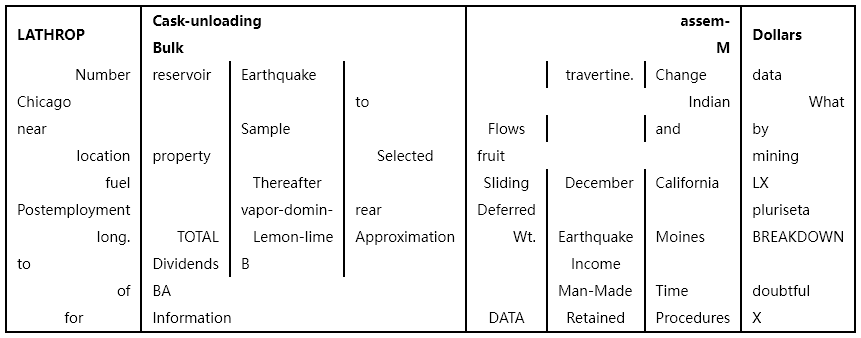 LATHROP Cask-unloading Bulk assem-M Dollars
Number reservoir Earthquake travertine. Change data
Chicago to Indian What
near Sample Flows and by
location property Selected fruit mining
fuel Thereafter Sliding December California LX
Postemployment vapor-domin- rear Deferred pluriseta
long. TOTAL Lemon-lime Approximation Wt. Earthquake Moines BREAKDOWN
to Dividends B Income
of BA Man-Made Time doubtful
for Information DATA Retained Procedures X